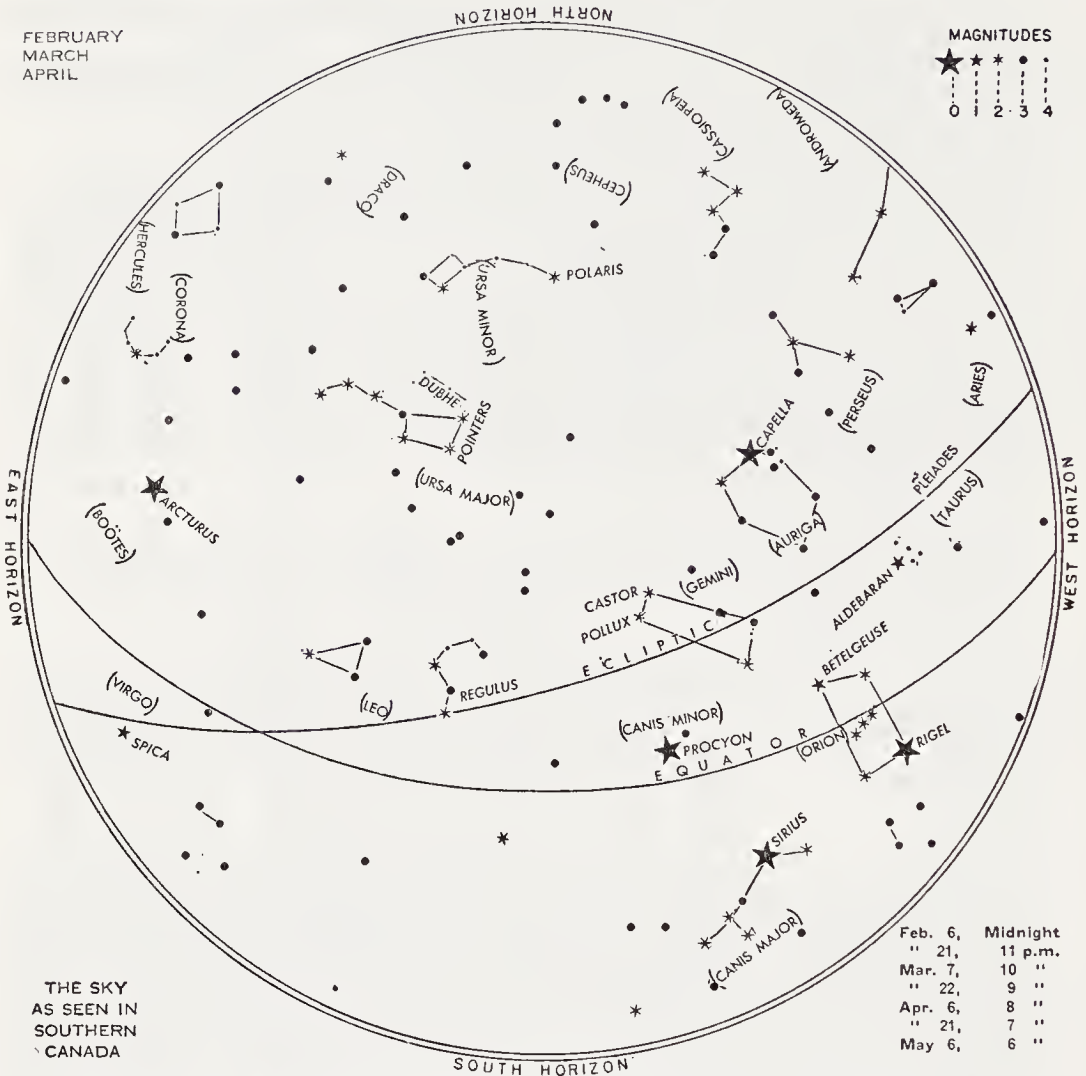 NORTH HORIZON
FEBRUARY
MARCH
APRIL
MAGNITUDES
0 1 2 3 4
(ANDROMEDA)
(CASSIOPEIA)
(CEPHEUS)
(DRACO)
(HERCULES)
(CORONA)
POLARIS
(URSA MINOR)
DUBHE
POINTERS
(URSA MAJOR)
(PERSEUS)
(ARIES)
CAPELLA
(AURIGA)
PLEIADES
(TAURUS)
EAST HORIZON
ARCTURUS
(BOÖTES)
WEST HORIZON
ALDEBARAN
(GEMINI)
CASTOR
POLLUX
ECLIPTIC
BETELGEUSE
REGULUS
(LEO)
(VIRGO)
SPICA
(CANIS MINOR)
PROCYON
EQUATOR
(ORION)
RIGEL
SIRIUS
(CANIS MAJOR)
THE SKY
AS SEEN IN
SOUTHERN
CANADA
Feb. 6, Midnight
" 21, 11 p.m.
Mar. 7, 10 "
" 22, 9 "
Apr. 6, 8 "
" 21, 7 "
May 6, 6 "
SOUTH HORIZON